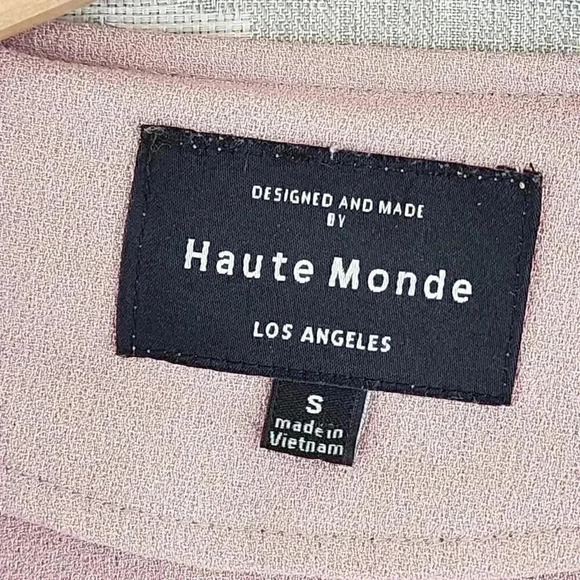 DESIGNED AND MADE
BY
Haute Monde
LOS ANGELES
S
made in
Vietnam